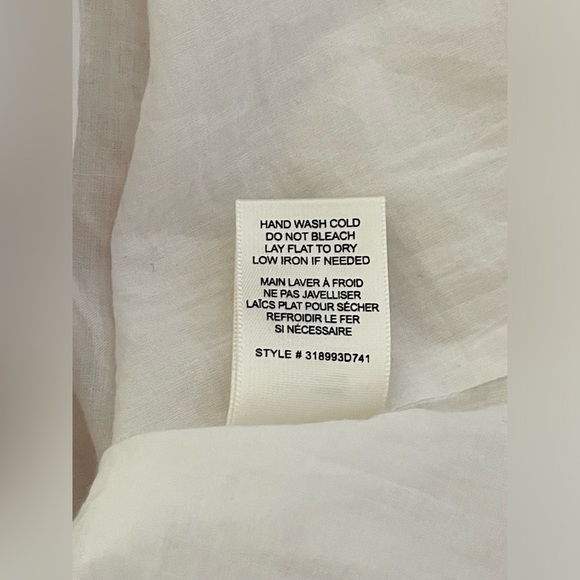 HAND WASH COLD
DO NOT BLEACH
LAY FLAT TO DRY
LOW IRON IF NEEDED
MAIN LAVER À FROID
NE PAS JAVELLISER
LAÏCS PLAT POUR SÉCHER
REFROIDIR LE FER
SI NÉCESSAIRE
STYLE # 318993D741